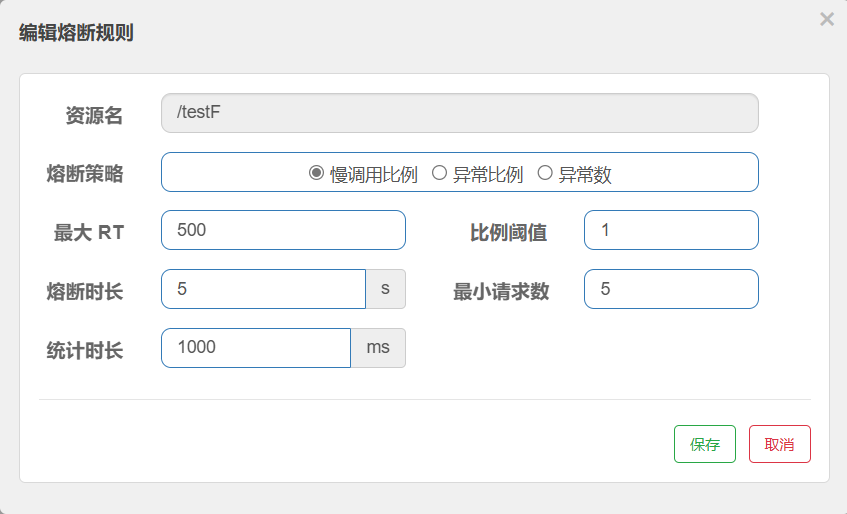 编辑熔断规则 ×
资源名 /testF
熔断策略 慢调用比例 异常比例 异常数
最大 RT 500 比例阈值 1
熔断时长 5 s 最小请求数 5
统计时长 1000 ms
保存 取消